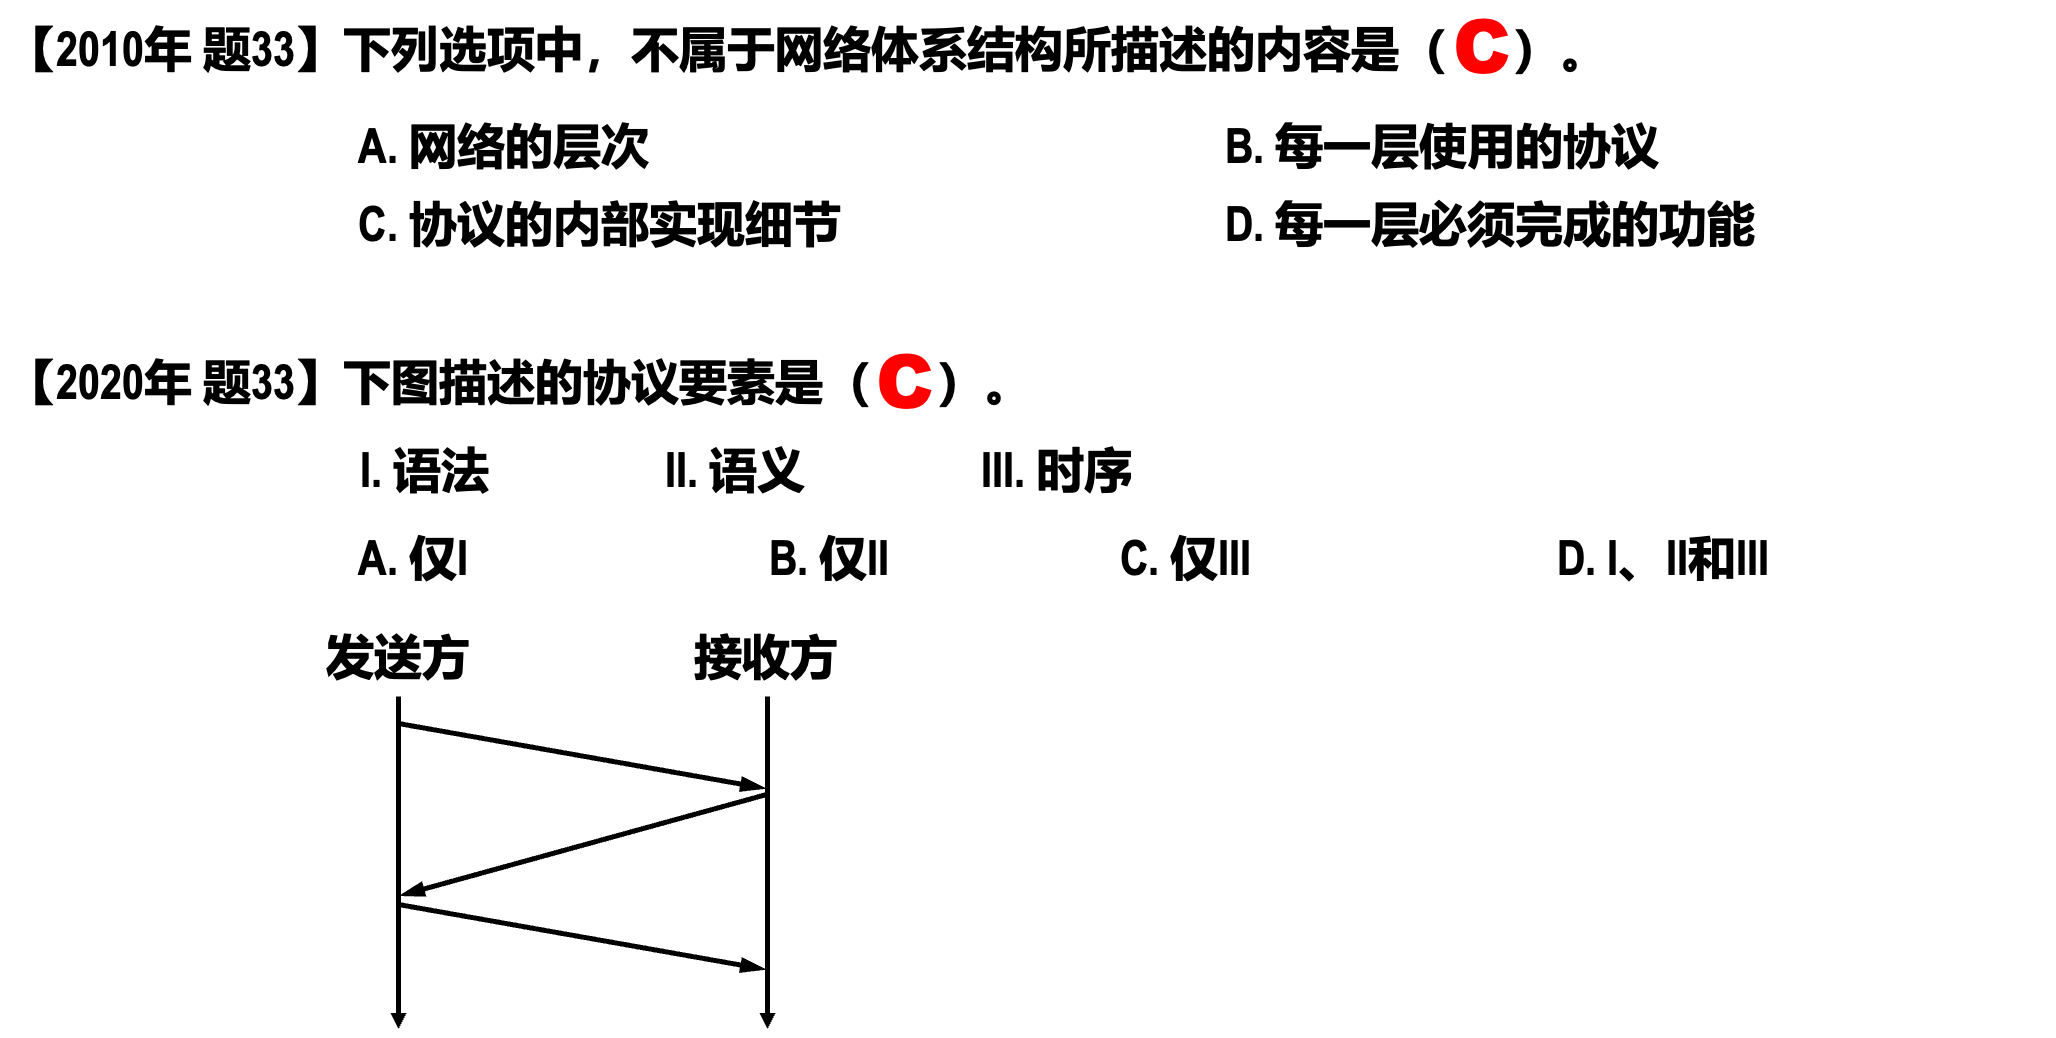 【2010年 题33】下列选项中，不属于网络体系结构所描述的内容是（C）。
A. 网络的层次 B. 每一层使用的协议
C. 协议的内部实现细节 D. 每一层必须完成的功能
【2020年 题33】下图描述的协议要素是（C）。
I. 语法 II. 语义 III. 时序
A. 仅I B. 仅II C. 仅III D. I、II和III
发送方 接收方